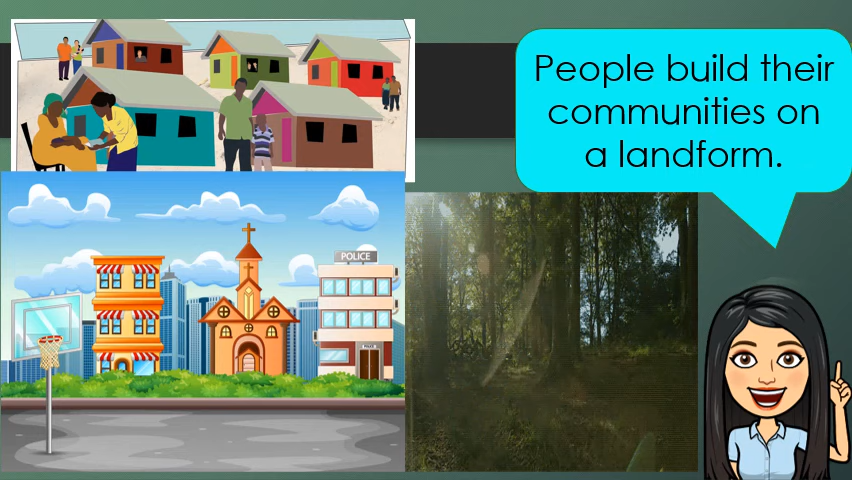 People build their
communities on
a landform.
POLICE